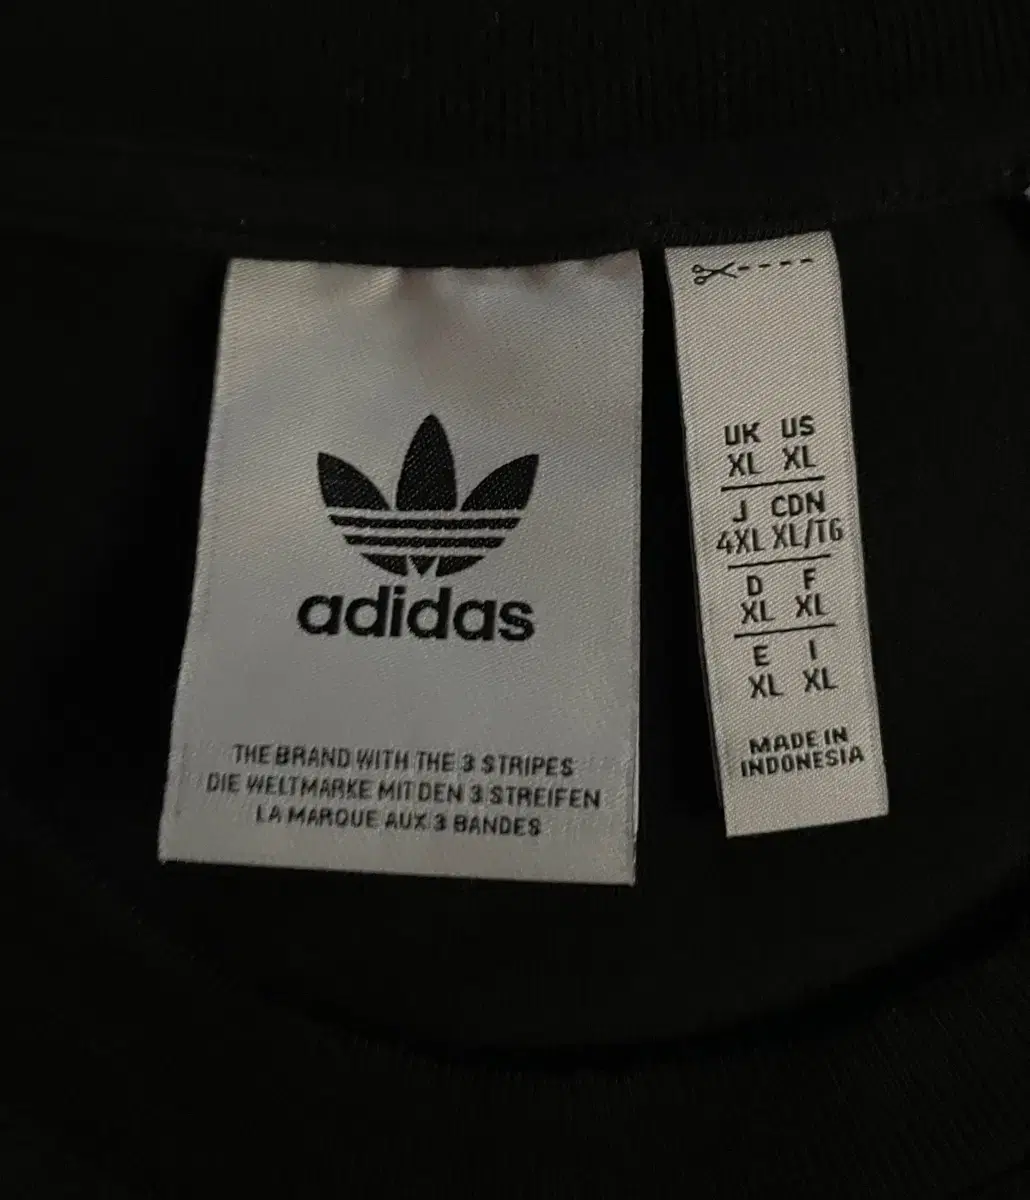 adidas
THE BRAND WITH THE 3 STRIPES
DIE WELTMARKE MIT DEN 3 STREIFEN
LA MARQUE AUX 3 BANDES
UK US
XL XL
J CDN
4XL XL/TG
D F
XL XL
E I
XL XL
MADE IN
INDONESIA